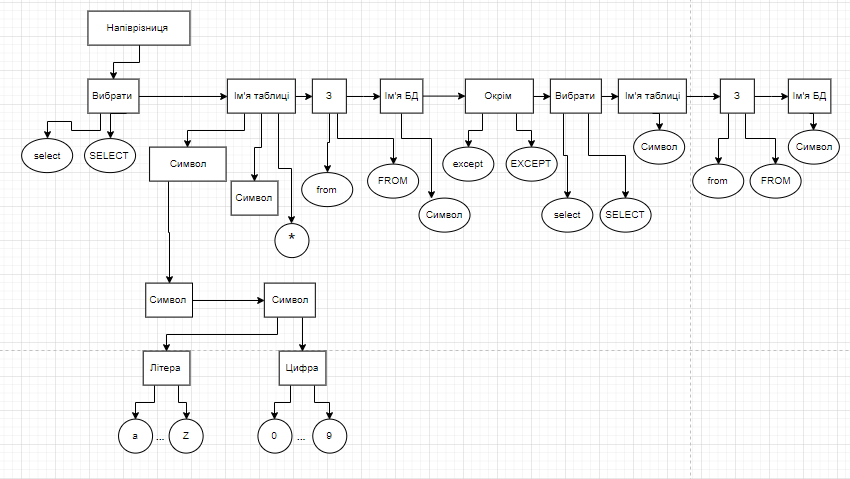 Напіврізниця
Вибрати
Ім'я таблиці
З
Ім'я БД
Окрім
Вибрати
Ім'я таблиці
З
Ім'я БД
select
SELECT
Символ
Символ
*
from
FROM
Символ
except
EXCEPT
select
SELECT
Символ
from
FROM
Символ
Символ
Символ
Літера
Цифра
a
...
Z
0
...
9